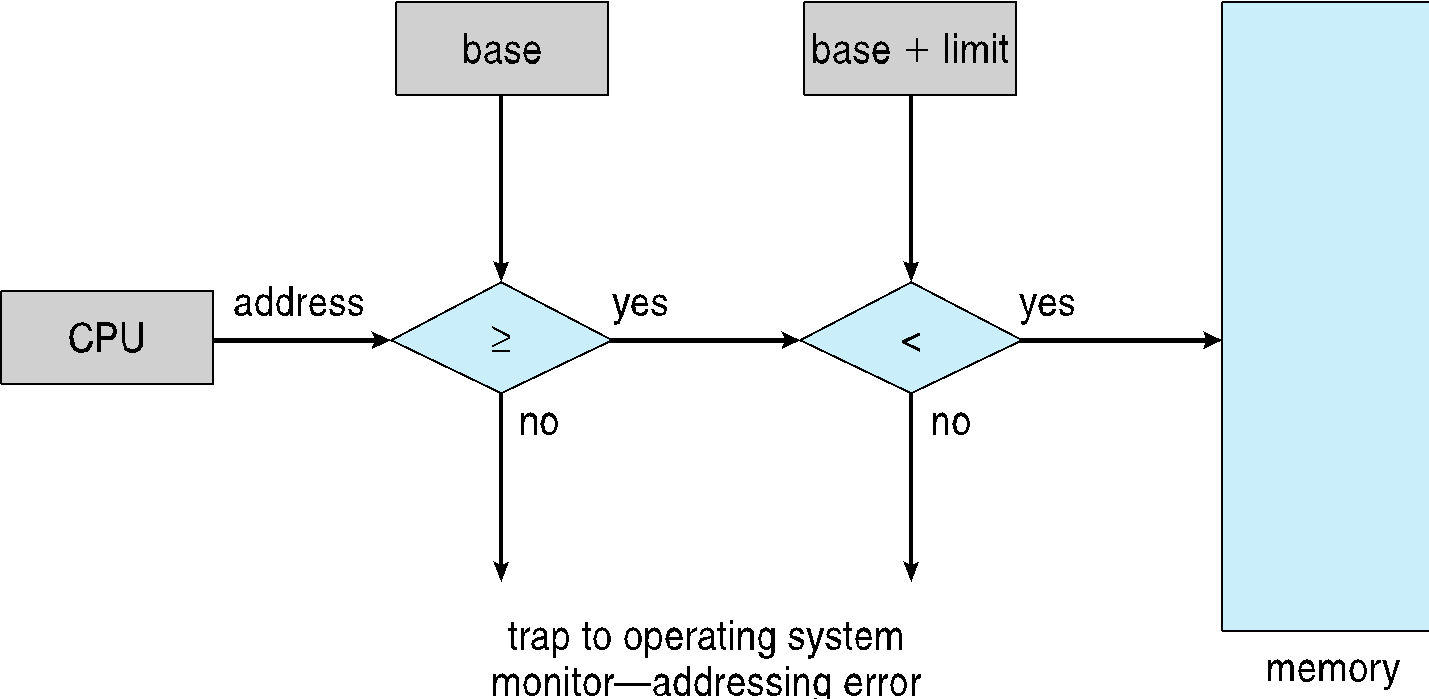 base
base + limit
CPU
address
≥
yes
<
yes
no
no
trap to operating system
monitor—addressing error
memory